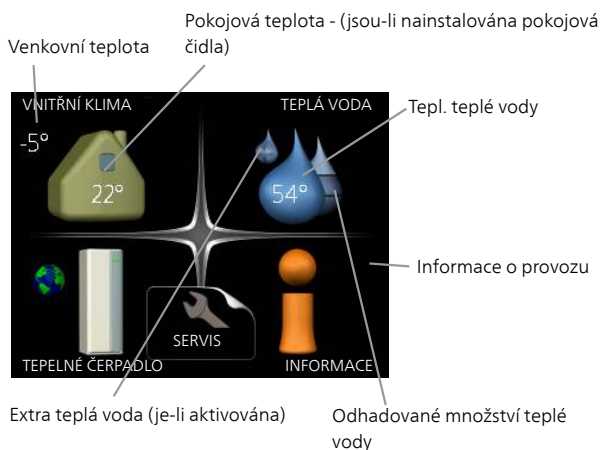 Pokojová teplota - (jsou-li nainstalována pokojová
čidla)
Venkovní teplota
VNITŘNÍ KLIMA
TEPLÁ VODA
Tepl. teplé vody
-5°
22°
54°
Informace o provozu
SERVIS
TEPELNÉ ČERPADLO
INFORMACE
Extra teplá voda (je-li aktivována)
Odhadované množství teplé
vody